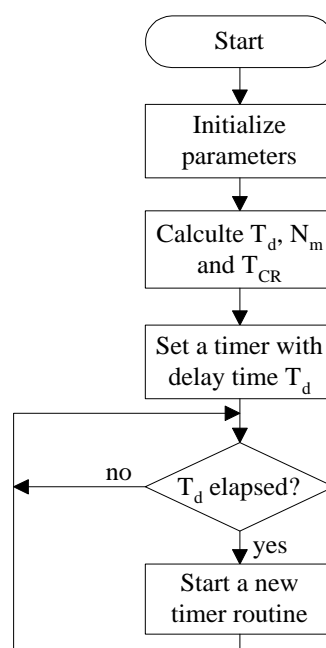 Start
Initialize
parameters
Calculte T_d, N_m
and T_CR
Set a timer with
delay time T_d
no
T_d elapsed?
yes
Start a new
timer routine